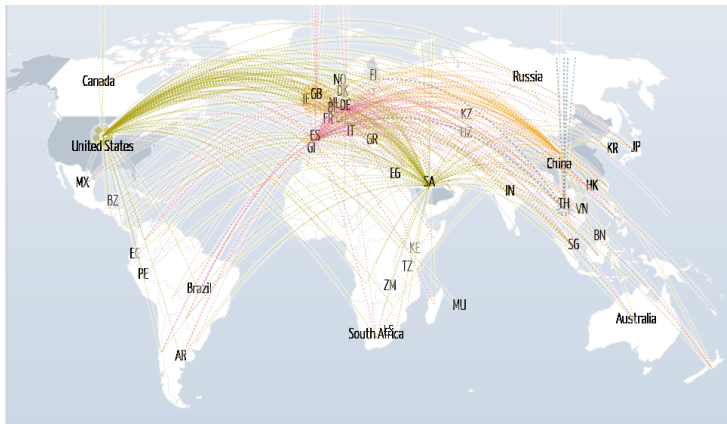 NO
FI
Russia
Canada
DK
IE
GB
NL
DE
FR
KZ
ES
IT
GR
UZ
United States
GI
KR
JP
China
MX
EG
SA
IN
HK
BZ
TH
VN
EC
KE
SG
BN
PE
TZ
Brazil
ZM
MU
Australia
South Africa
LS
AR